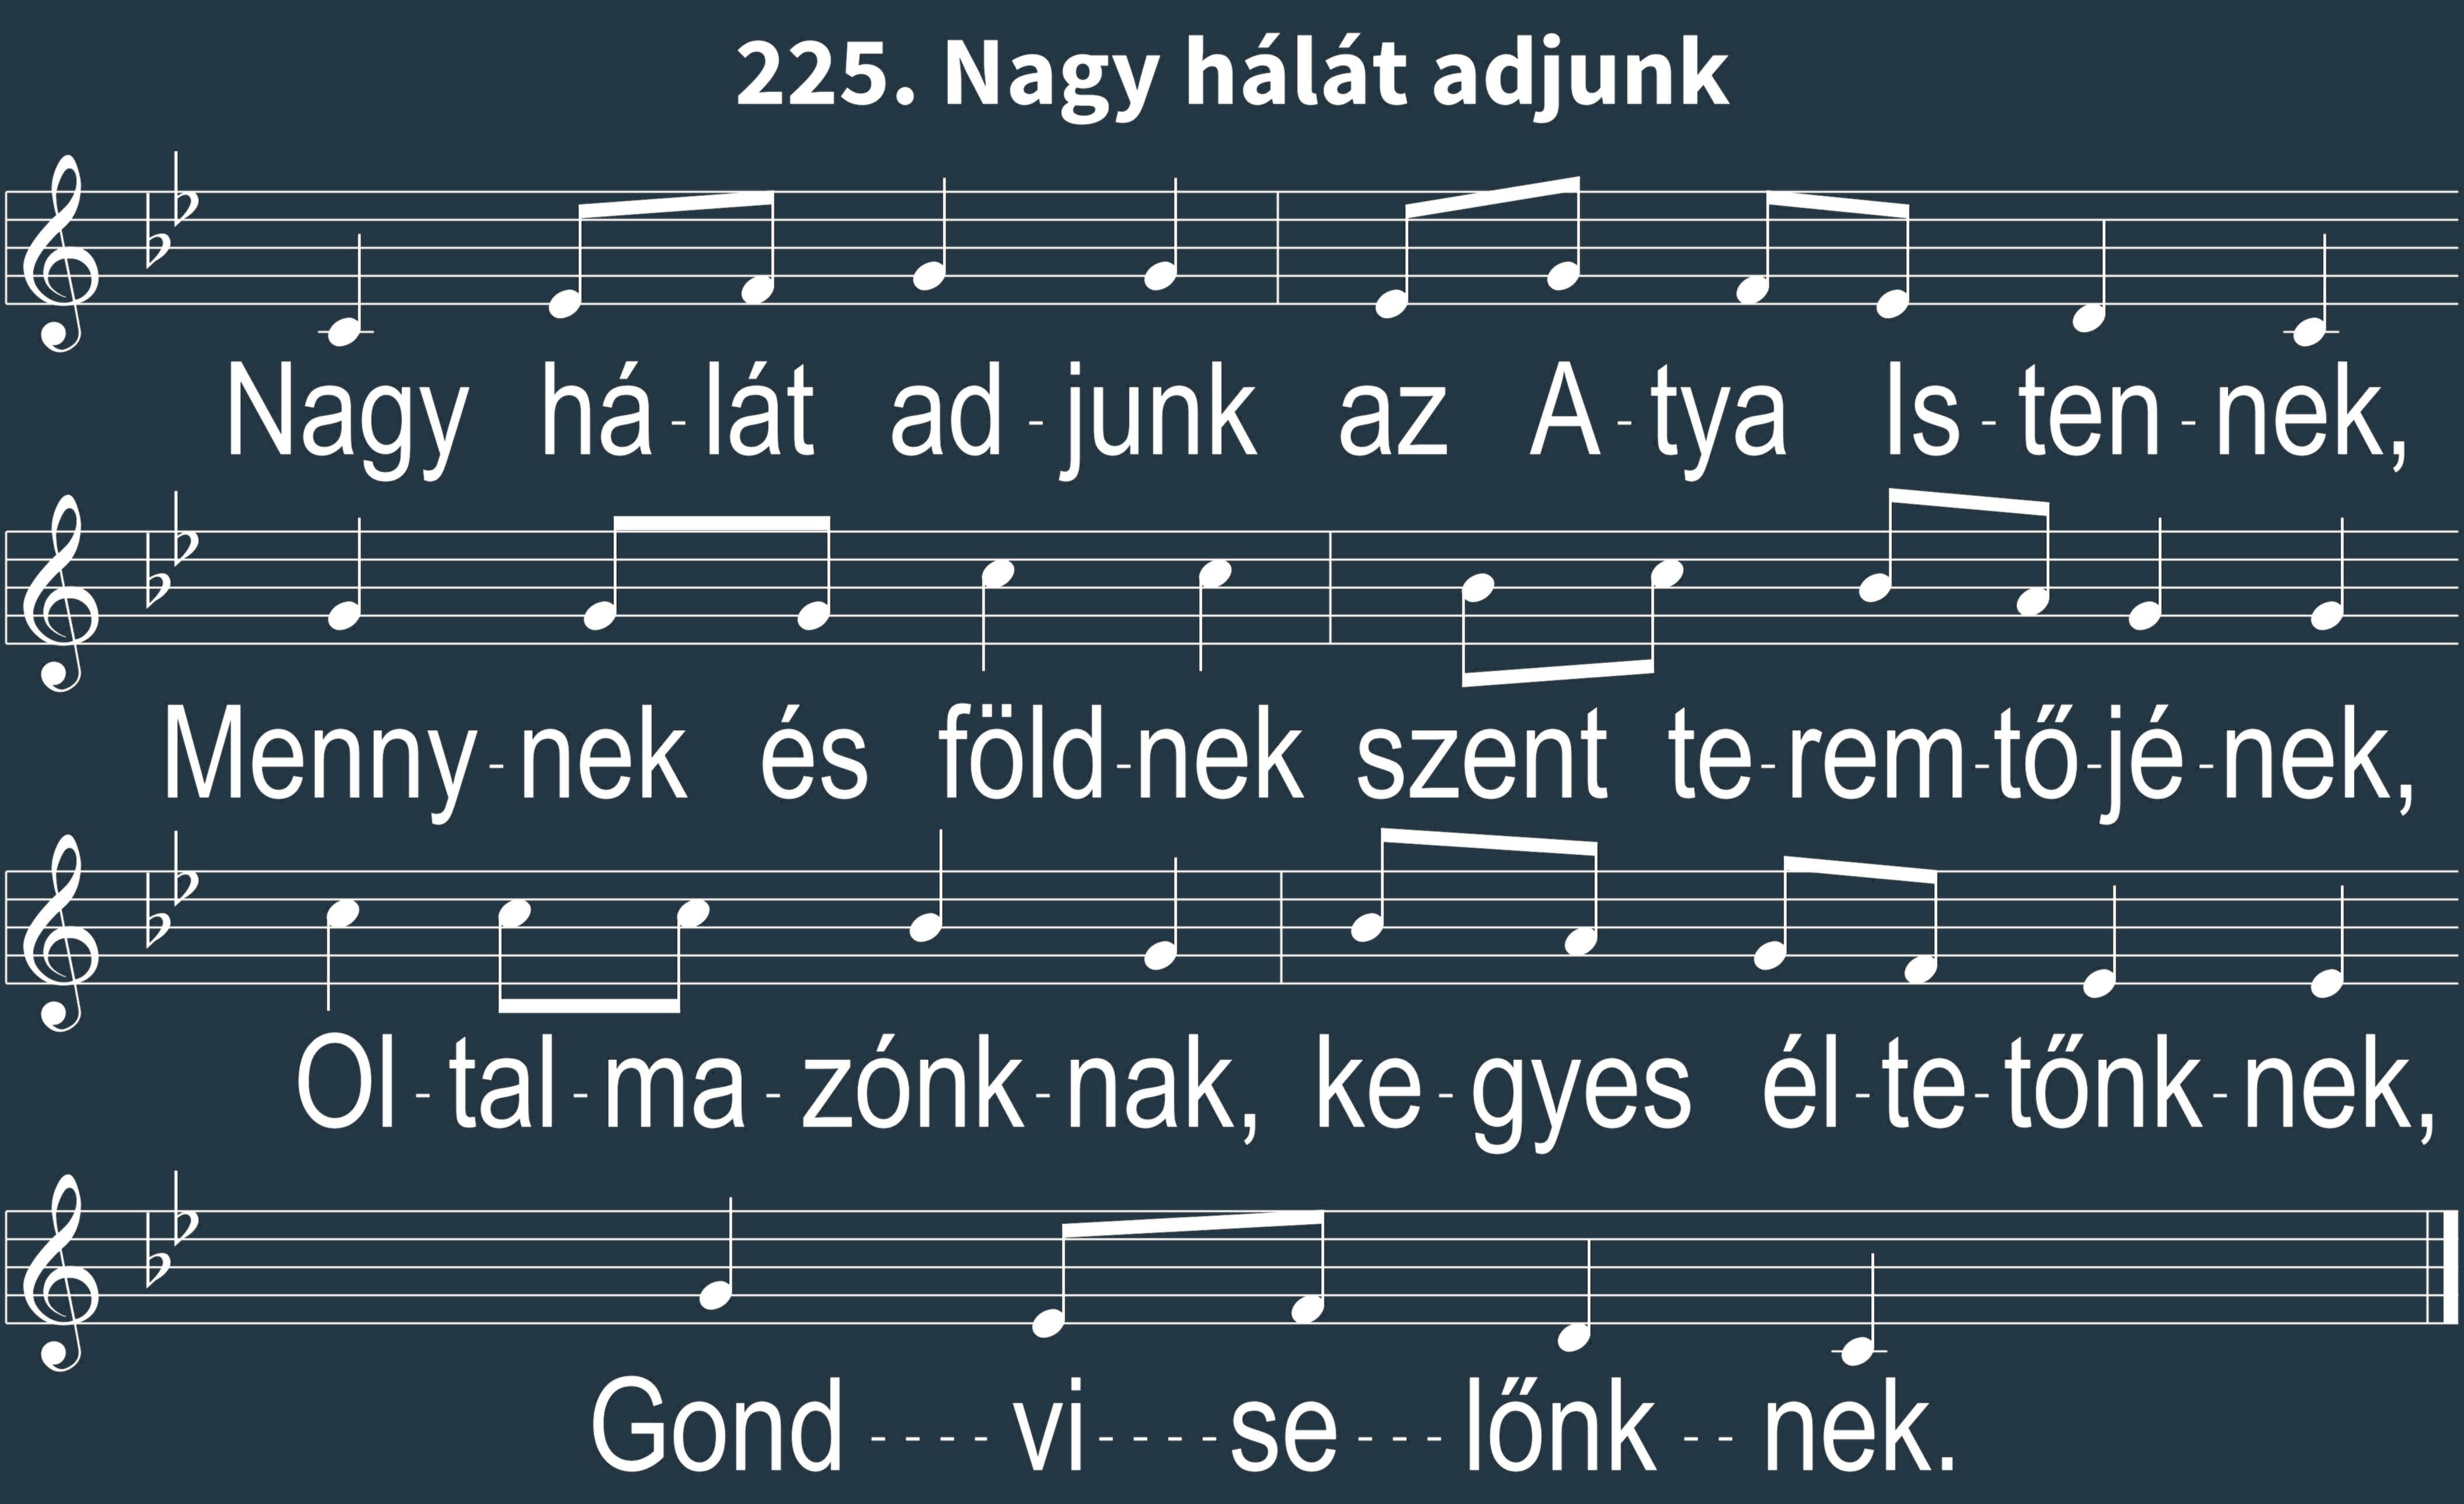 225. Nagy hálát adjunk
Nagy há-lát ad-junk az A-tya Is-ten-nek,
Menny-nek és föld-nek szent te-rem-tő-jé-nek,
Ol-tal-ma-zónk-nak, ke-gyes él-te-tőnk-nek,
Gond----vi----se---lőnk--nek.